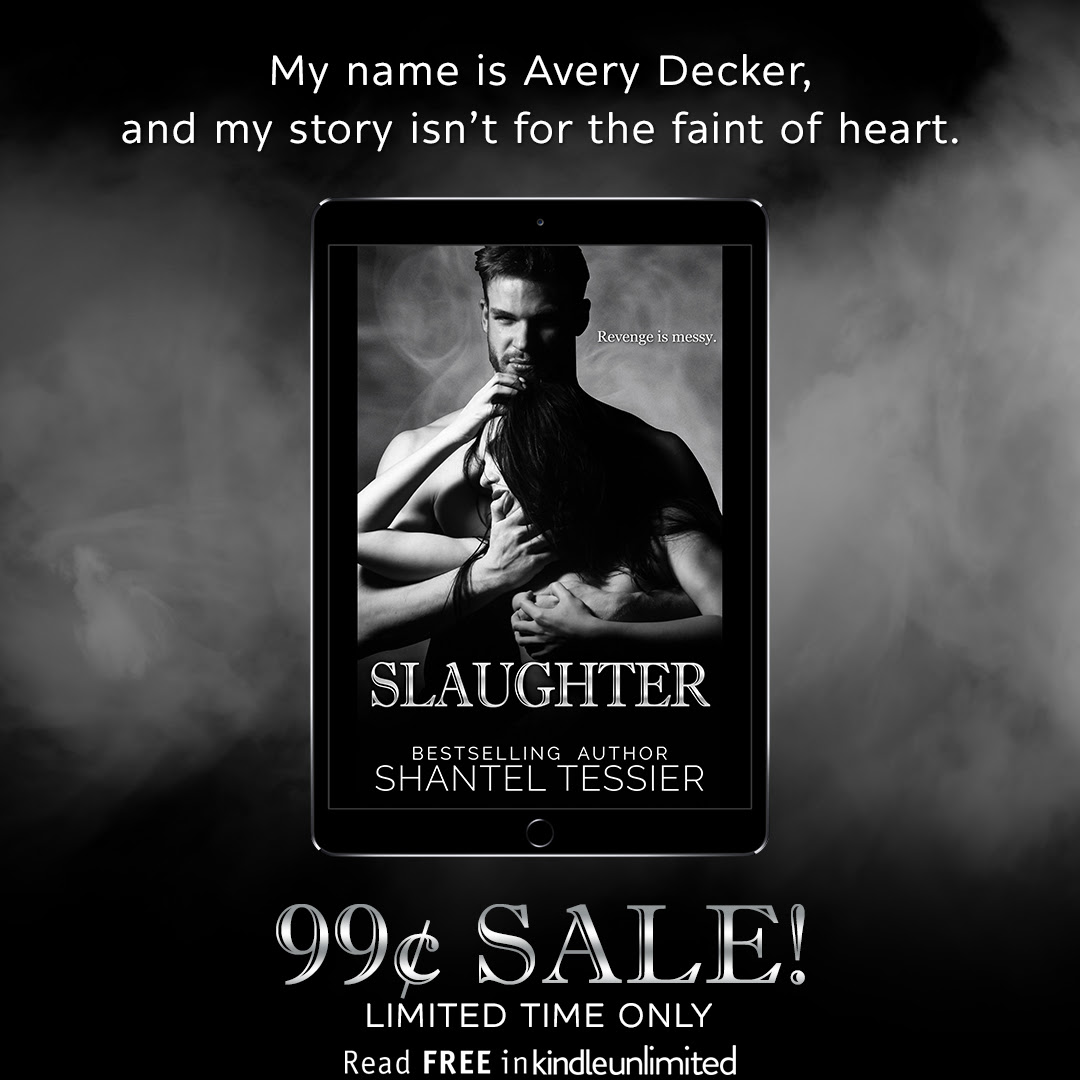 My name is Avery Decker,
and my story isn't for the faint of heart.
Revenge is messy.
SLAUGHTER
BESTSELLING AUTHOR
SHANTEL TESSIER
99¢ SALE!
LIMITED TIME ONLY
Read FREE in kindleunlimited